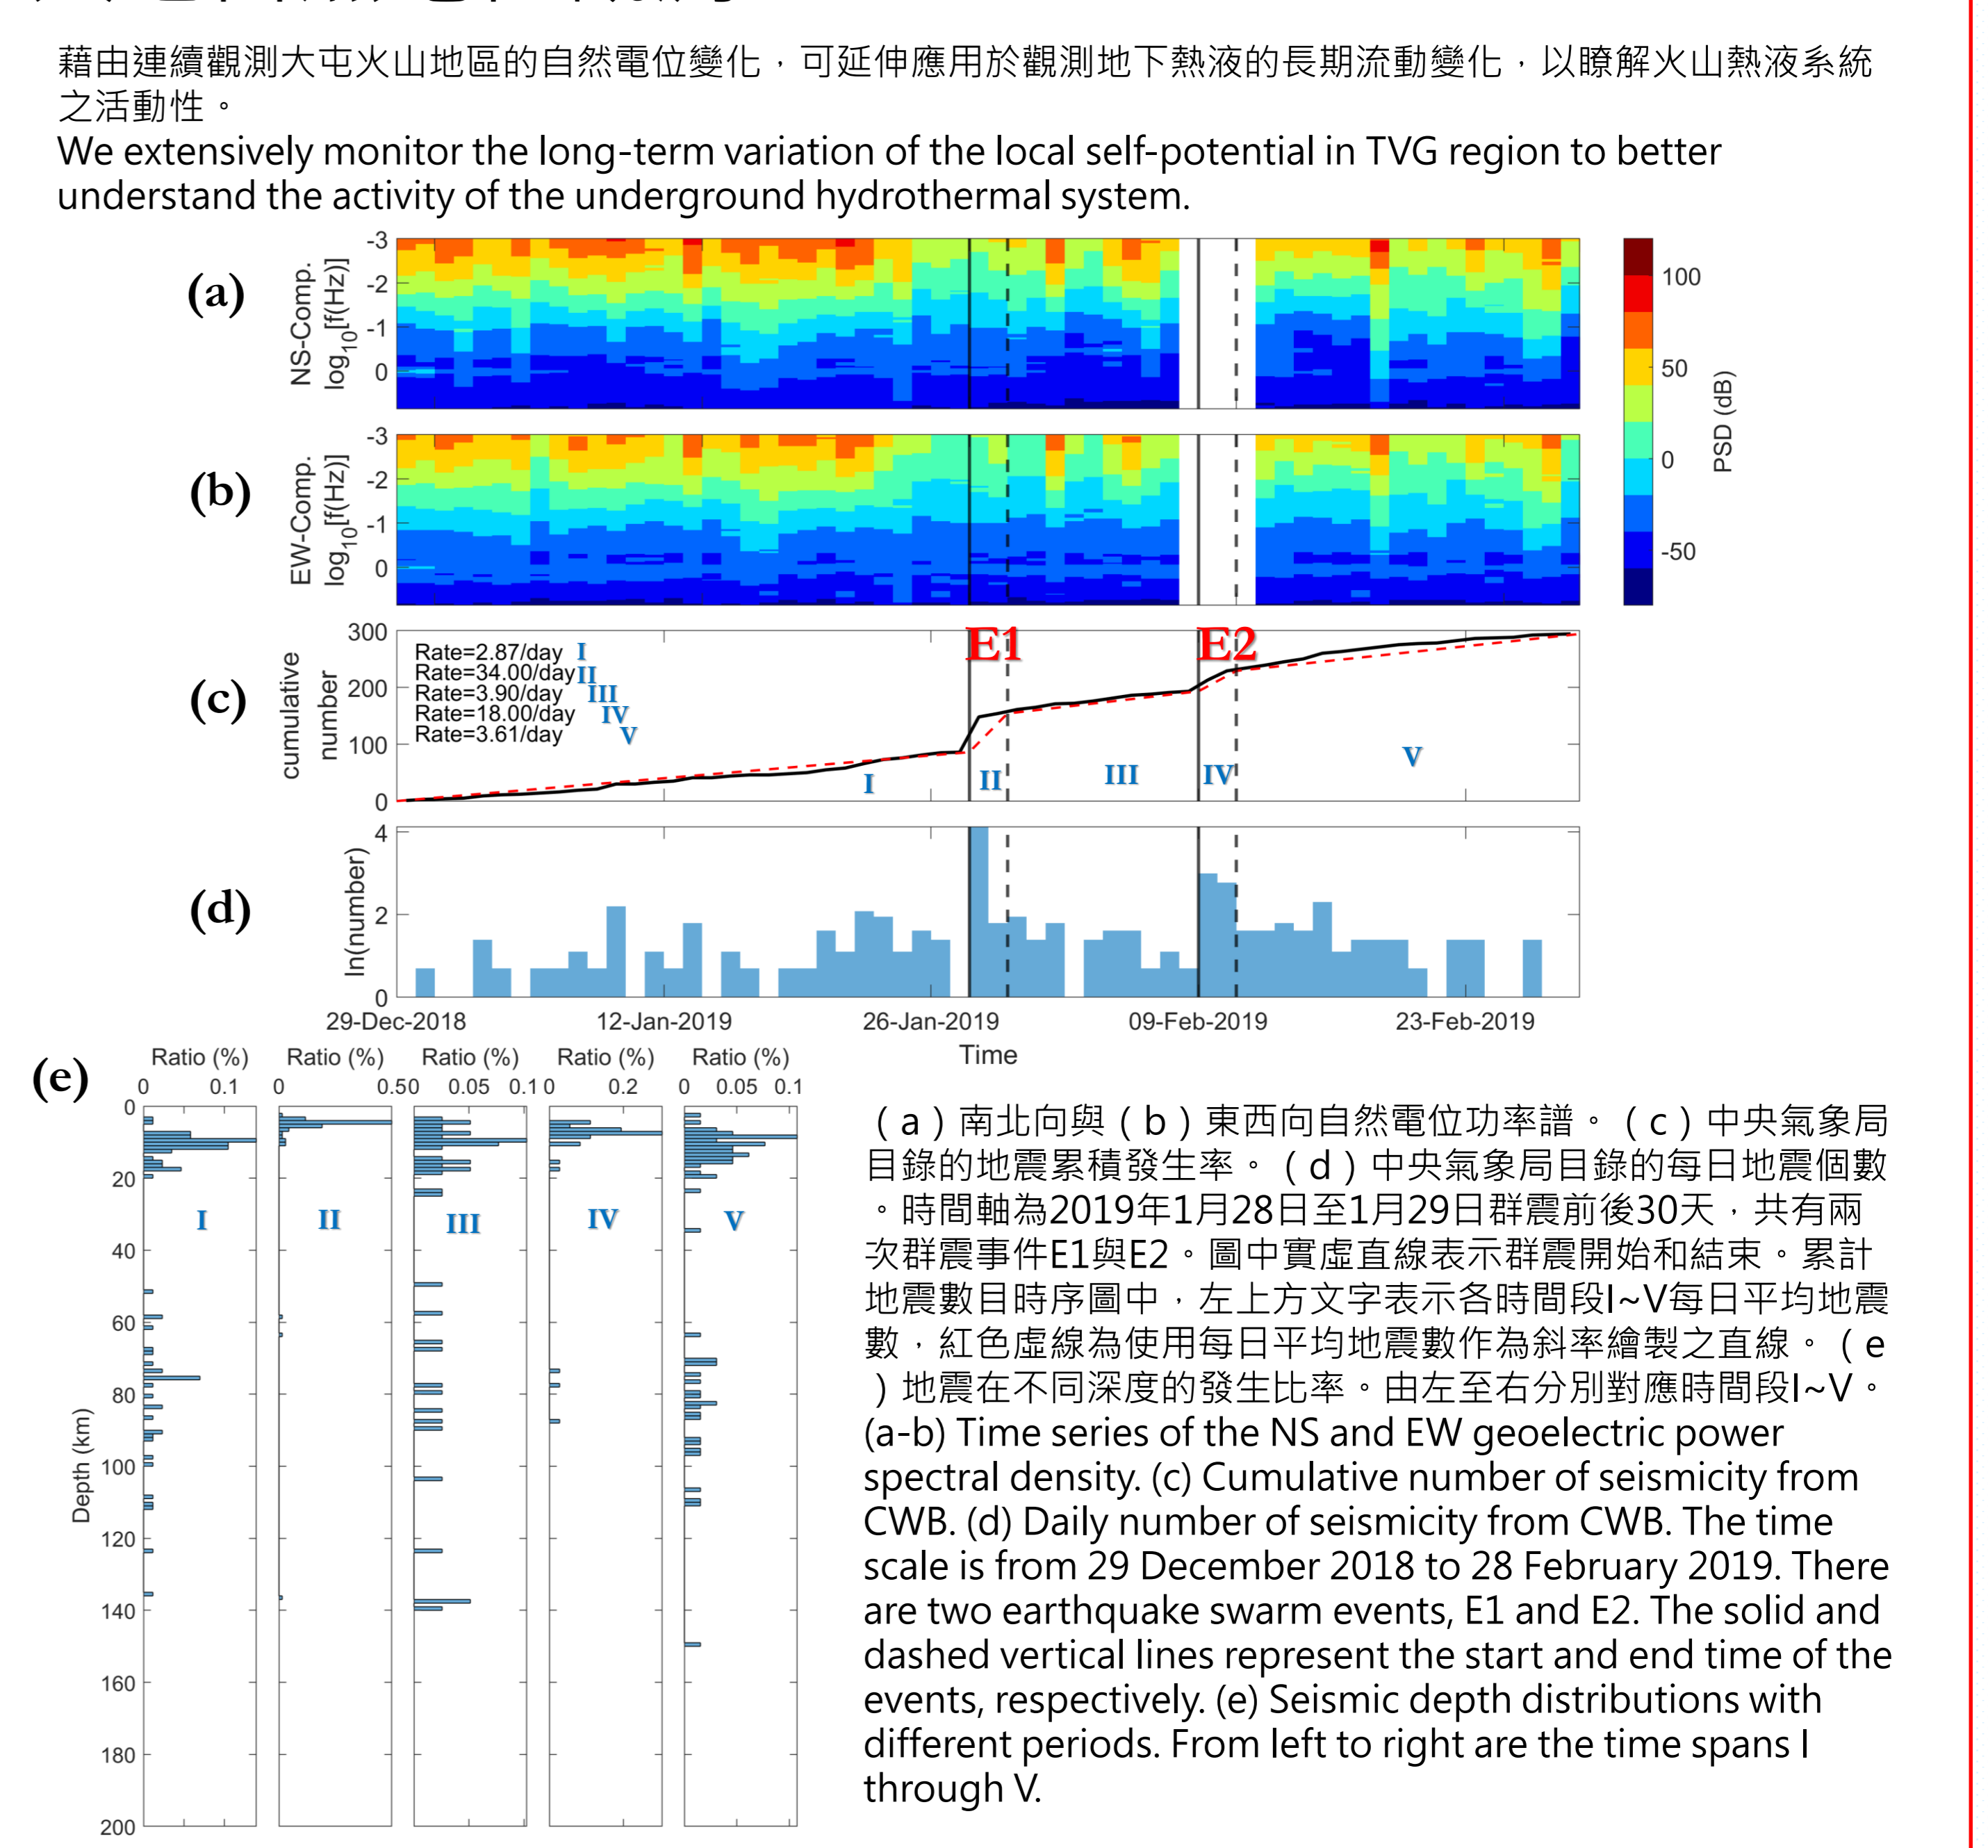 藉由連續觀測大屯火山地區的自然電位變化，可延伸應用於觀測地下熱液的長期流動變化，以瞭解火山熱液系統
之活動性。
We extensively monitor the long-term variation of the local self-potential in TVG region to better
understand the activity of the underground hydrothermal system.
(a)
NS-Comp.
log10[f(Hz)]
-3
-2
-1
0
(b)
EW-Comp.
log10[f(Hz)]
-3
-2
-1
0
100
50
0
-50
PSD (dB)
(c)
cumulative
number
300
200
100
0
Rate=2.87/day I
Rate=34.00/day II
Rate=3.90/day III
Rate=18.00/day IV
Rate=3.61/day V
E1
E2
I
II
III
IV
V
(d)
ln(number)
4
2
0
29-Dec-2018 12-Jan-2019 26-Jan-2019 09-Feb-2019 23-Feb-2019
Time
(e)
Ratio (%) Ratio (%) Ratio (%) Ratio (%) Ratio (%)
0 0.1 0 0.5 0 0.05 0.1 0 0.2 0 0.05 0.1
Depth (km)
0
20
40
60
80
100
120
140
160
180
200
I II III IV V
（a）南北向與（b）東西向自然電位功率譜。（c）中央氣象局
目錄的地震累積發生率。（d）中央氣象局目錄的每日地震個數
。時間軸為2019年1月28日至1月29日群震前後30天，共有兩
次群震事件E1與E2。圖中實虛直線表示群震開始和結束。累計
地震數目時序圖中，左上方文字表示各時間段I~V每日平均地震
數，紅色虛線為使用每日平均地震數作為斜率繪製之直線。（e
）地震在不同深度的發生比率。由左至右分別對應時間段I~V。
(a-b) Time series of the NS and EW geoelectric power
spectral density. (c) Cumulative number of seismicity from
CWB. (d) Daily number of seismicity from CWB. The time
scale is from 29 December 2018 to 28 February 2019. There
are two earthquake swarm events, E1 and E2. The solid and
dashed vertical lines represent the start and end time of the
events, respectively. (e) Seismic depth distributions with
different periods. From left to right are the time spans I
through V.